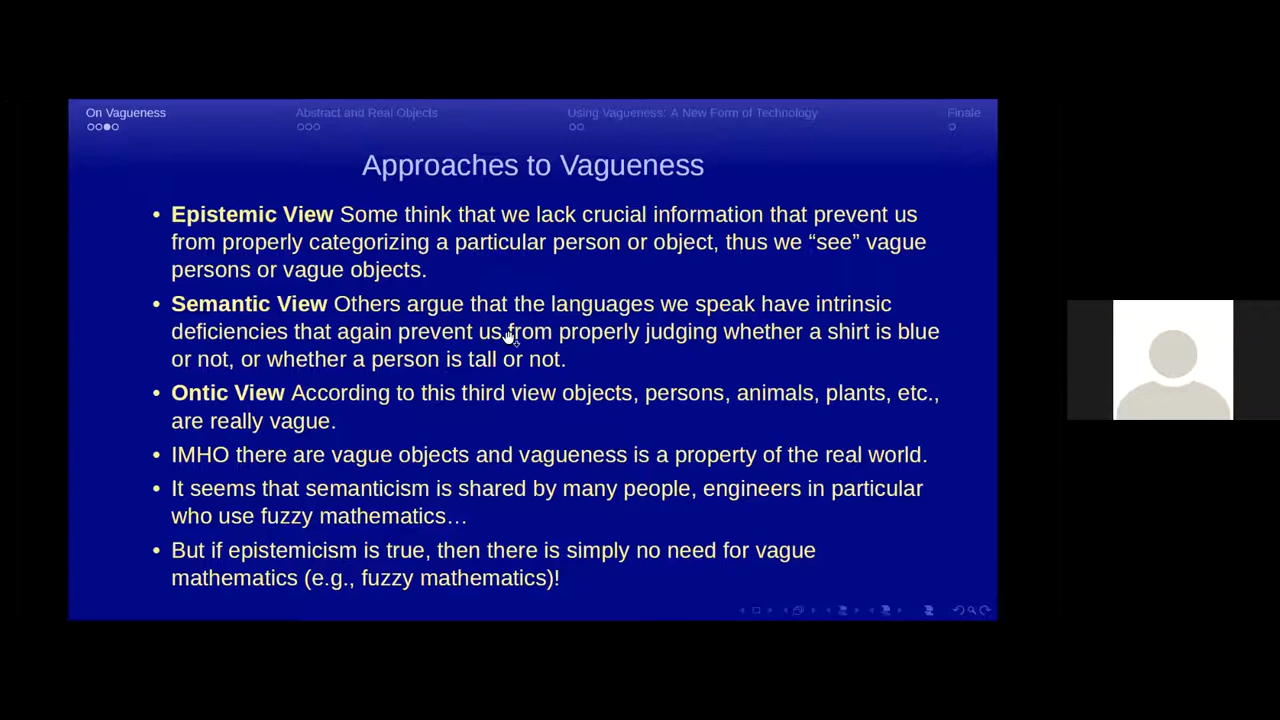 On Vagueness Abstract and Real Objects Using Vagueness: A New Form of Technology Finale
Approaches to Vagueness
• Epistemic View Some think that we lack crucial information that prevent us
from properly categorizing a particular person or object, thus we “see” vague
persons or vague objects.
• Semantic View Others argue that the languages we speak have intrinsic
deficiencies that again prevent us from properly judging whether a shirt is blue
or not, or whether a person is tall or not.
• Ontic View According to this third view objects, persons, animals, plants, etc.,
are really vague.
• IMHO there are vague objects and vagueness is a property of the real world.
• It seems that semanticism is shared by many people, engineers in particular
who use fuzzy mathematics…
• But if epistemicism is true, then there is simply no need for vague
mathematics (e.g., fuzzy mathematics)!